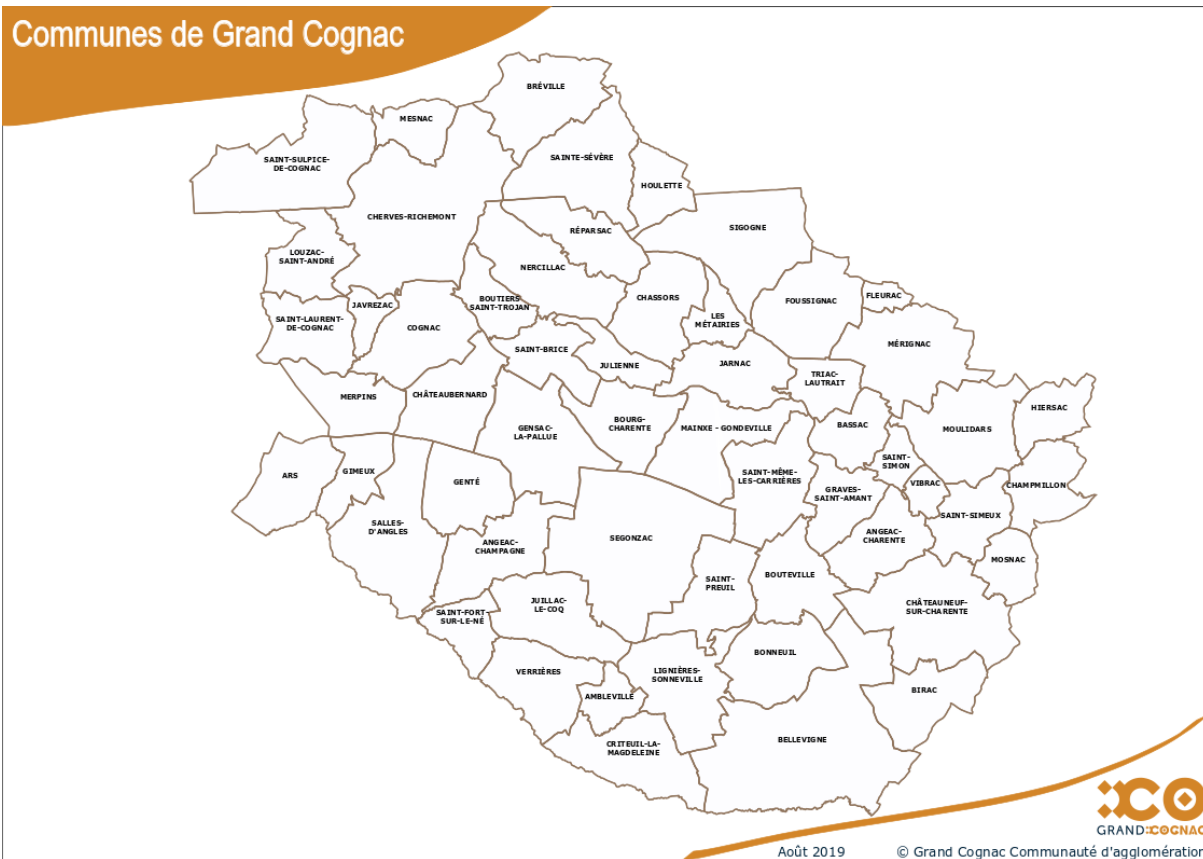 Communes de Grand Cognac
BRÉVILLE
MESNAC
SAINTE-SÉVÈRE
SAINT-SULPICE-
DE-COGNAC
HOULETTE
CHERVES-RICHEMONT
SIGOGNE
RÉPARSAC
LOUZAC-
SAINT-ANDRÉ
NERCILLAC
CHASSORS
FOUSSIGNAC
FLEURAC
JAVREZAC
BOUTIERS
SAINT-TROJAN
SAINT-LAURENT-
DE-COGNAC
COGNAC
LES
MÉTAIRIES
MÉRIGNAC
SAINT-BRICE
JULIENNE
JARNAC
TRIAC-
LAUTRAIT
MERPINS
CHÂTEAUBERNARD
GENSAC-
LA-PALLUE
BOURG-
CHARENTE
MAINXE - GONDEVILLE
BASSAC
MOULIDARS
HIERSAC
SAINT-
SIMON
ARS
GIMEUX
GENTÉ
SAINT-MÊME-
LES-CARRIÈRES
GRAVES-
SAINT-AMANT
VIBRAC
CHAMPMILLON
SALLES-
D'ANGLES
SAINT-SIMEUX
ANGEAC-
CHAMPAGNE
SEGONZAC
ANGEAC-
CHARENTE
MOSNAC
SAINT-
PREUIL
BOUTEVILLE
JUILLAC-
LE-COQ
CHÂTEAUNEUF-
SUR-CHARENTE
SAINT-FORT-
SUR-LE-NÉ
BONNEUIL
VERRIÈRES
LIGNIÈRES-
SONNEVILLE
BIRAC
AMBLEVILLE
CRITEUIL-LA-
MAGDELEINE
BELLEVIGNE
CO
GRAND COGNAC
Août 2019
© Grand Cognac Communauté d'agglomération